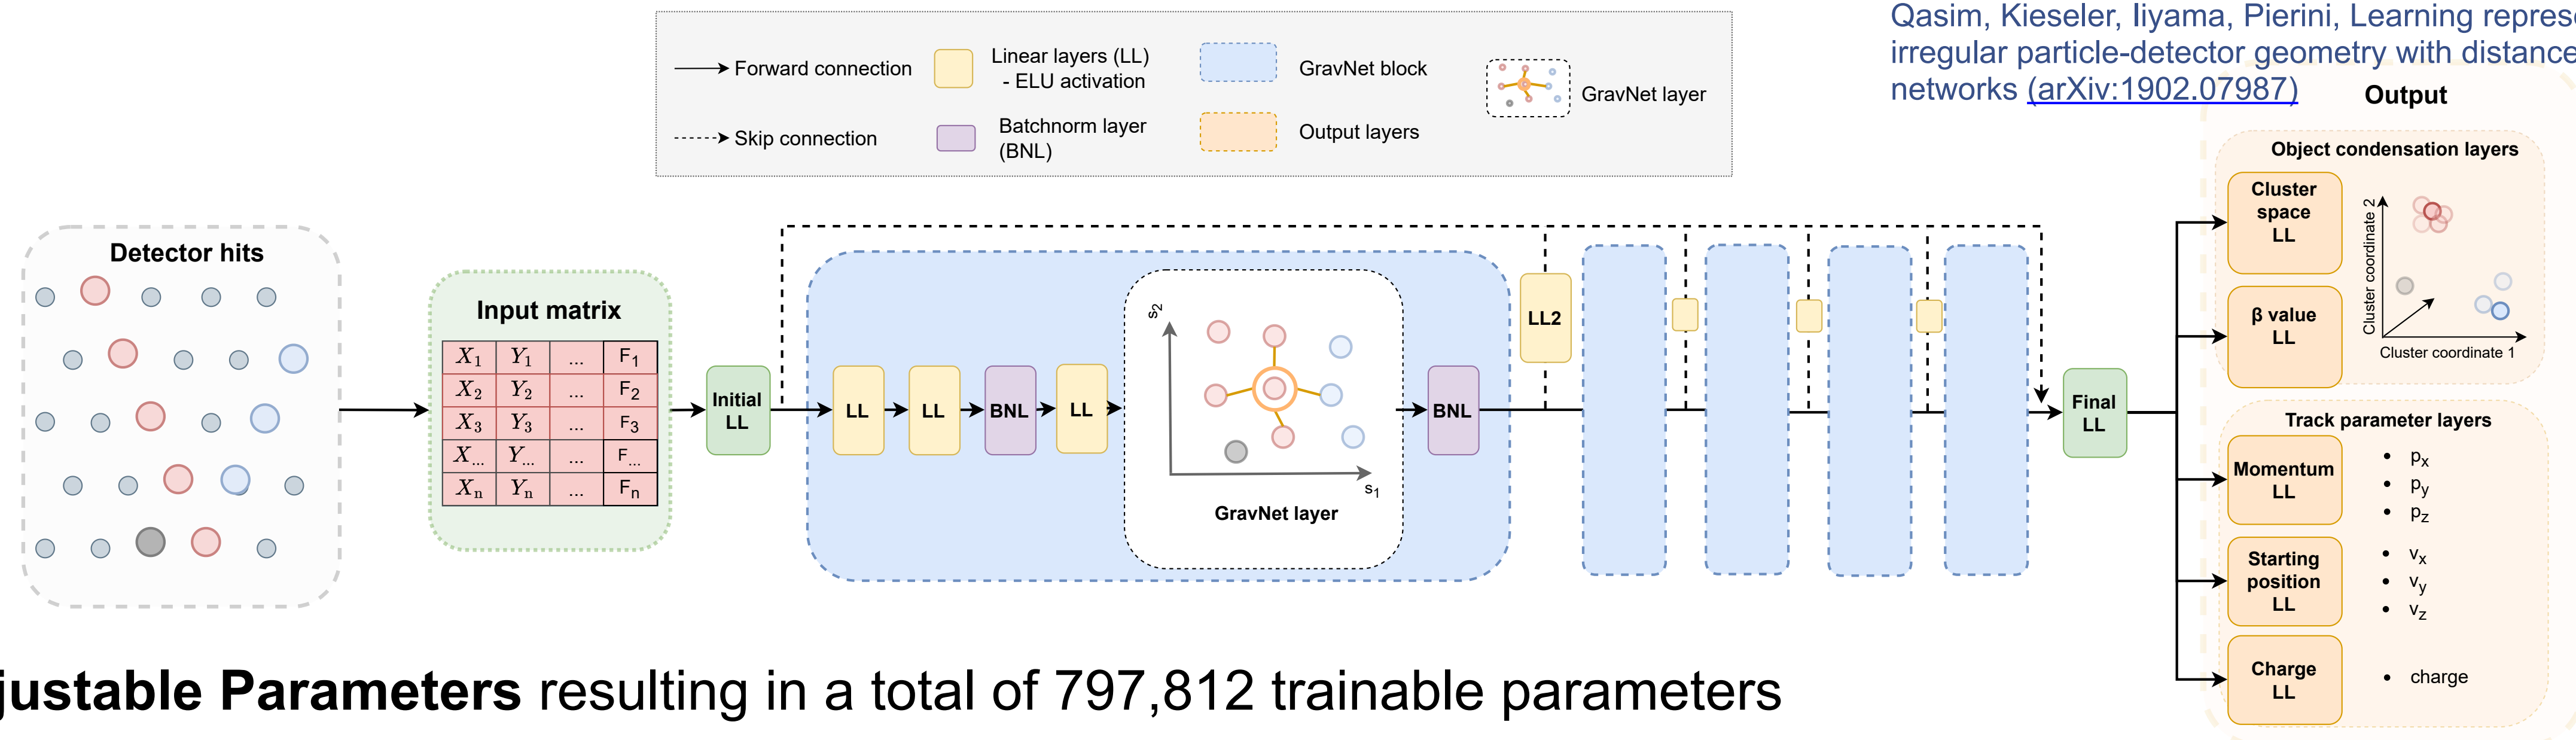 Qasim, Kieseler, Iiyama, Pierini, Learning
irregular particle-detector geometry with
networks (arXiv:1902.07987)
Forward connection
Skip connection
Linear layers (LL)
- ELU activation
Batchnorm layer
(BNL)
GravNet block
Output layers
GravNet layer
Detector hits
Input matrix
X1 Y1 ... F1
X2 Y2 ... F2
X3 Y3 ... F3
X... Y... ... F...
Xn Yn ... Fn
Initial
LL
LL
LL
BNL
LL
s2
s1
GravNet layer
BNL
LL2
Final
LL
Output
Object condensation layers
Cluster
space
LL
β value
LL
Cluster coordinate 2
Cluster coordinate 1
Track parameter layers
Momentum
LL
• px
• py
• pz
Starting
position
LL
• vx
• vy
• vz
Charge
LL
• charge
justable Parameters resulting in a total of 797,812 trainable parameters